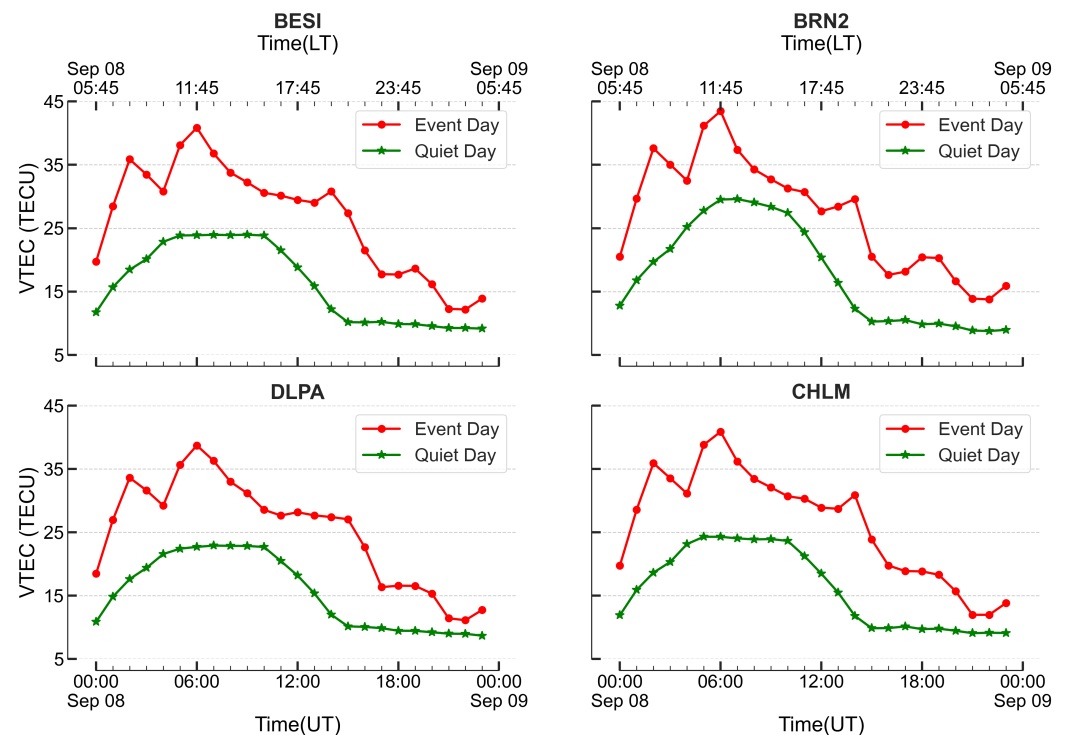 BESI
Time(LT)
Sep 08 Sep 09
05:45 11:45 17:45 23:45 05:45
45
35
25
15
5
VTEC (TECU)
Event Day
Quiet Day
BRN2
Time(LT)
Sep 08 Sep 09
05:45 11:45 17:45 23:45 05:45
Event Day
Quiet Day
DLPA
45
35
25
15
5
VTEC (TECU)
Event Day
Quiet Day
00:00 06:00 12:00 18:00 00:00
Sep 08 Sep 09
Time(UT)
CHLM
Event Day
Quiet Day
00:00 06:00 12:00 18:00 00:00
Sep 08 Sep 09
Time(UT)